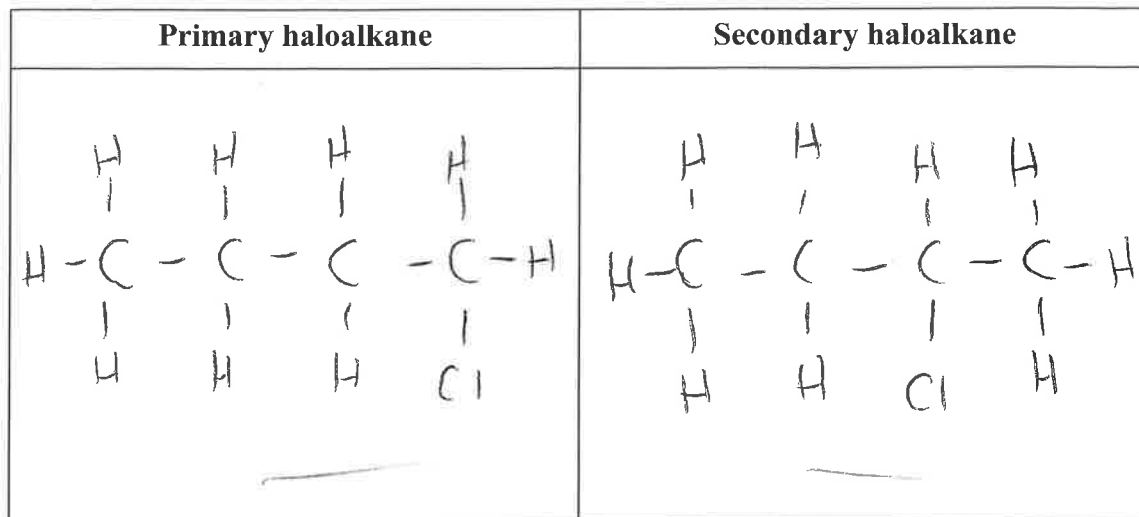 Primary haloalkane
Secondary haloalkane
H H H H
H - C - C - C - C - H
H H H Cl
H H H H
H - C - C - C - C - H
H H Cl H